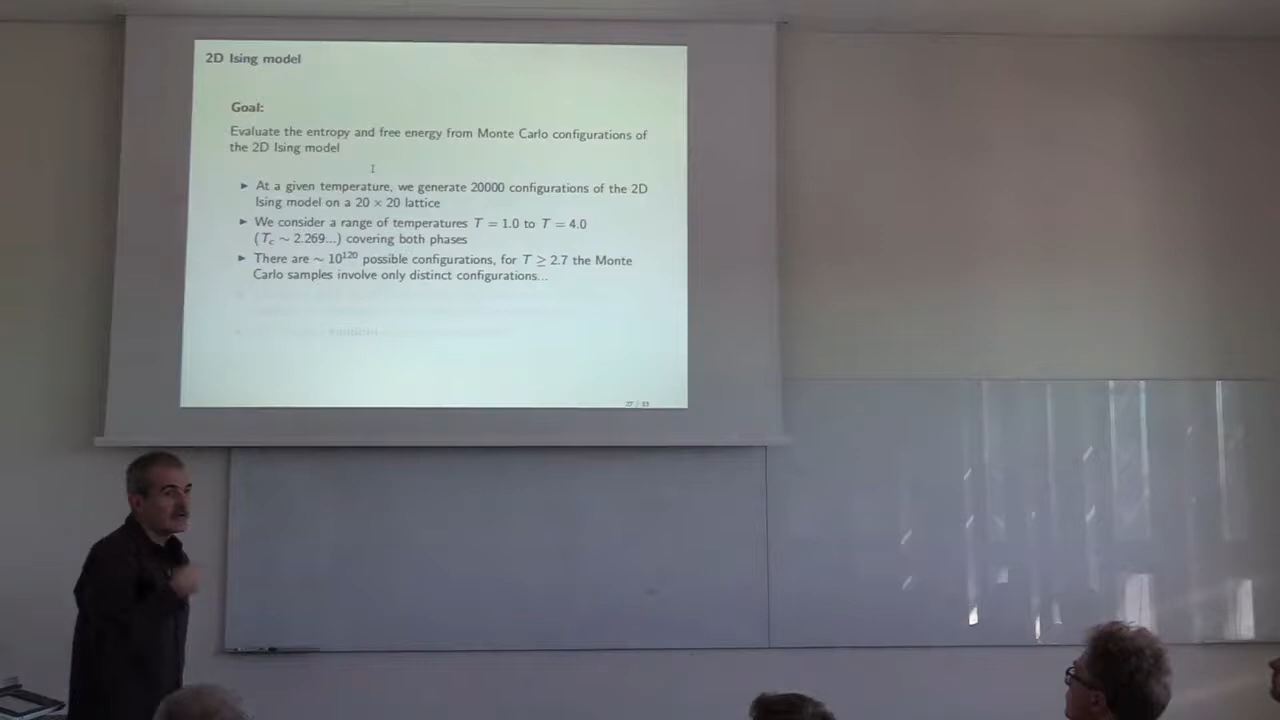 2D Ising model
Goal:
Evaluate the entropy and free energy from Monte Carlo configurations of
the 2D Ising model
► At a given temperature, we generate 20000 configurations of the 2D
Ising model on a 20 × 20 lattice
► We consider a range of temperatures T = 1.0 to T = 4.0
(T_c ∼ 2.269...) covering both phases
► There are ∼ 10^120 possible configurations, for T ≥ 2.7 the Monte
Carlo samples involve only distinct configurations...